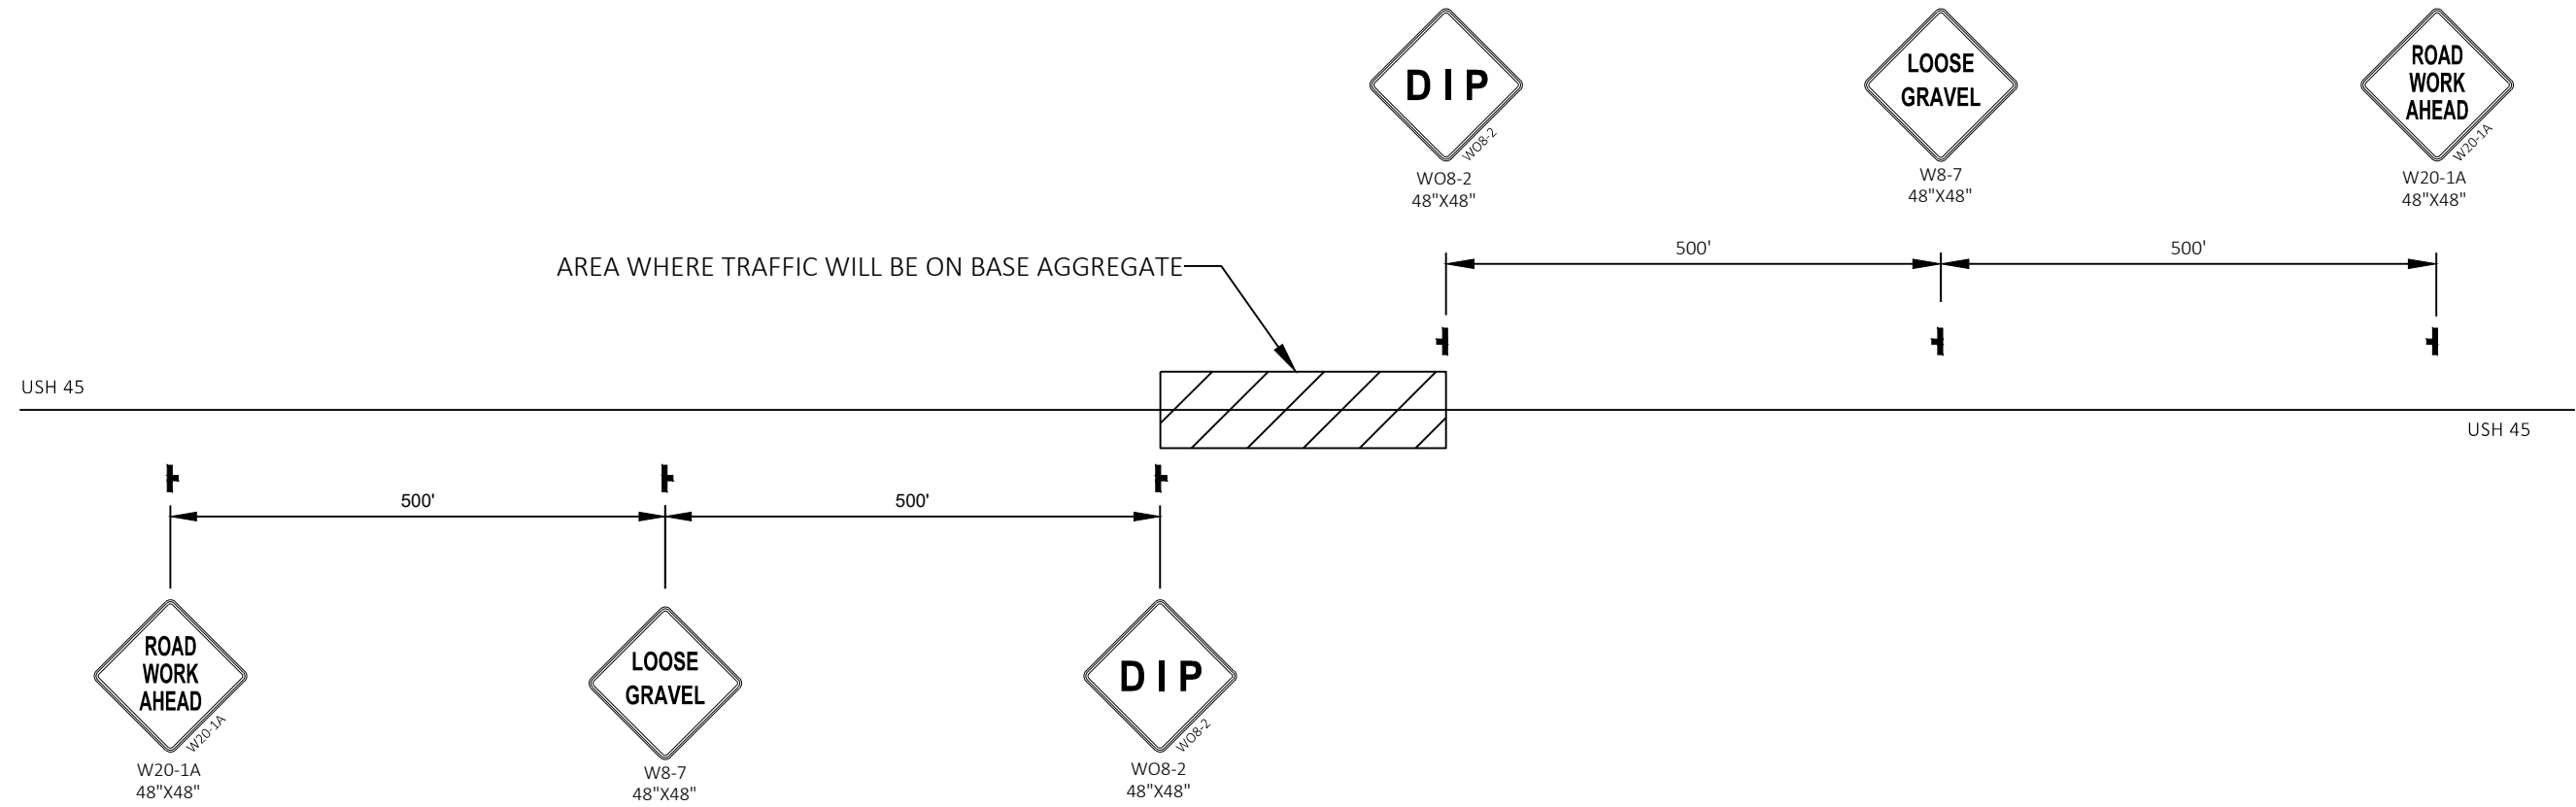 D I P
WO8-2
WO8-2
48"X48"
LOOSE
GRAVEL
W8-7
48"X48"
ROAD
WORK
AHEAD
W20-1A
W20-1A
48"X48"
AREA WHERE TRAFFIC WILL BE ON BASE AGGREGATE
500'
500'
USH 45
USH 45
500'
500'
ROAD
WORK
AHEAD
W20-1A
W20-1A
48"X48"
LOOSE
GRAVEL
W8-7
48"X48"
D I P
WO8-2
WO8-2
48"X48"